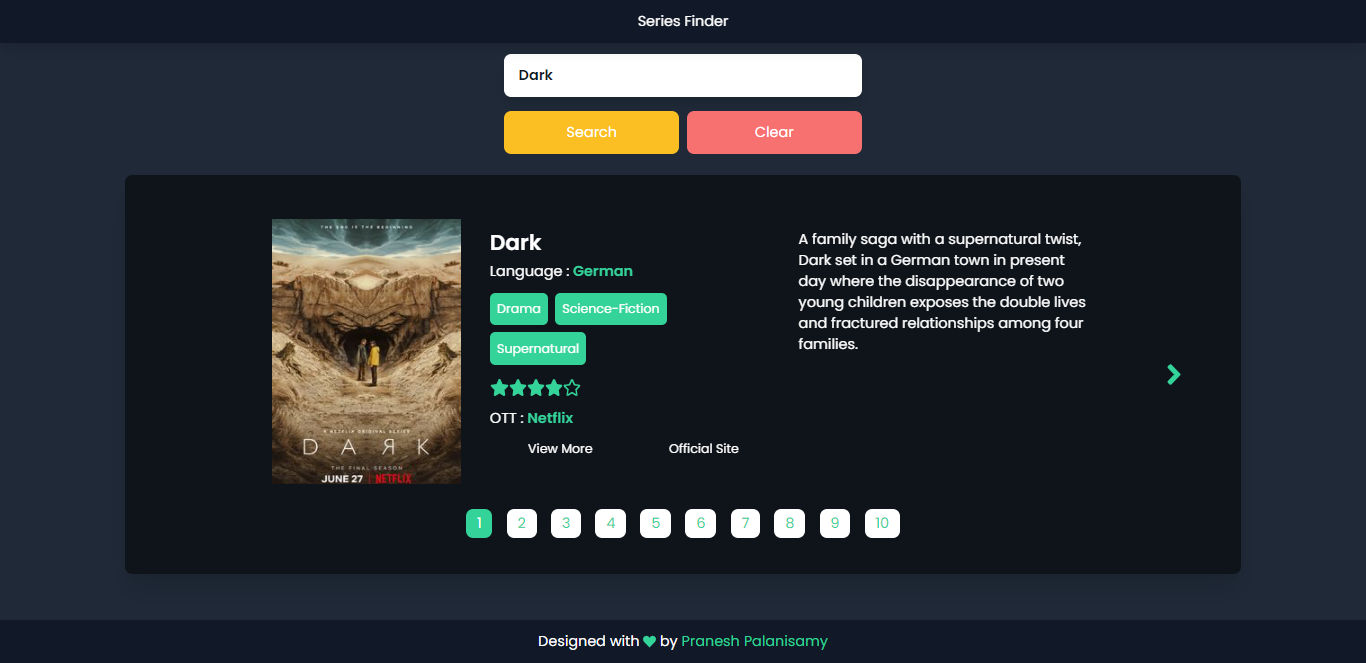 Series Finder
Dark
Search
Clear
THE END IS THE BEGINNING
A NETFLIX ORIGINAL SERIES
DARK
THE FINAL SEASON
JUNE 27 | NETFLIX
Dark
Language : German
Drama
Science-Fiction
Supernatural
OTT : Netflix
View More
Official Site
A family saga with a supernatural twist,
Dark set in a German town in present
day where the disappearance of two
young children exposes the double lives
and fractured relationships among four
families.
1 2 3 4 5 6 7 8 9 10
Designed with ♥ by Pranesh Palanisamy